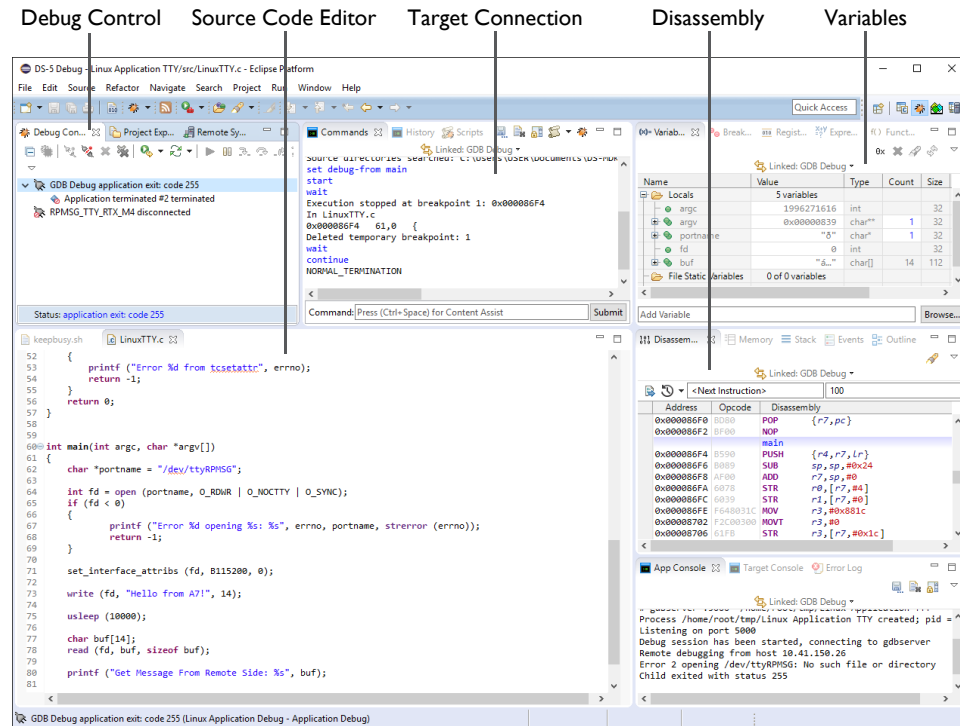 Debug Control Source Code Editor Target Connection Disassembly Variables
DS-5 Debug - Linux Application TTY/src/LinuxTTY.c - Eclipse Platform
File Edit Source Refactor Navigate Search Project Run Window Help
Quick Access
Debug Con... Project Exp... Remote Sy...
GDB Debug application exit: code 255
Application terminated #2 terminated
RPMSG_TTY_RTX_M4 disconnected
Status: application exit: code 255
Commands History Scripts
Linked: GDB Debug
Source directories searched: C:\Users\USER\Documents\DS-MDK
set debug-from main
start
wait
Execution stopped at breakpoint 1: 0x000086F4
In LinuxTTY.c
0x000086F4 61,0 {
Deleted temporary breakpoint: 1
wait
continue
NORMAL_TERMINATION
Command: Press (Ctrl+Space) for Content Assist Submit
Variab... Break... Regist... Expre... Funct...
Linked: GDB Debug
Name Value Type Count Size
Locals 5 variables
argc 1996271616 int 32
argv 0x00000839 char** 1 32
portname "ð" char* 1 32
fd 0 int 32
buf "á..." char[] 14 112
File Static Variables 0 of 0 variables
Add Variable Browse...
keepbusy.sh LinuxTTY.c
52 {
53 printf ("Error %d from tcsetattr", errno);
54 return -1;
55 }
56 return 0;
57 }
58
59
60 int main(int argc, char *argv[])
61 {
62 char *portname = "/dev/ttyRPMSG";
63
64 int fd = open (portname, O_RDWR | O_NOCTTY | O_SYNC);
65 if (fd < 0)
66 {
67 printf ("Error %d opening %s: %s", errno, portname, strerror (errno));
68 return -1;
69 }
70
71 set_interface_attribs (fd, B115200, 0);
72
73 write (fd, "Hello from A7!", 14);
74
75 usleep (10000);
76
77 char buf[14];
78 read (fd, buf, sizeof buf);
79
80 printf ("Get Message From Remote Side: %s", buf);
81
Disassem... Memory Stack Events Outline
Linked: GDB Debug
<Next Instruction> 100
Address Opcode Disassembly
0x000086F0 BD80 POP {r7,pc}
0x000086F2 BF00 NOP
main
0x000086F4 B590 PUSH {r4,r7,lr}
0x000086F6 B089 SUB sp,sp,#0x24
0x000086F8 AF00 ADD r7,sp,#0
0x000086FA 6078 STR r0,[r7,#4]
0x000086FC 6039 STR r1,[r7,#0]
0x000086FE F648031C MOV r3,#0x881c
0x00008702 F2C00300 MOVT r3,#0
0x00008706 61FB STR r3,[r7,#0x1c]
App Console Target Console Error Log
Linked: GDB Debug
Process /home/root/tmp/Linux Application TTY created; pid =
Listening on port 5000
Debug session has been started, connecting to gdbserver
Remote debugging from host 10.41.150.26
Error 2 opening /dev/ttyRPMSG: No such file or directory
Child exited with status 255
GDB Debug application exit: code 255 (Linux Application Debug - Application Debug)